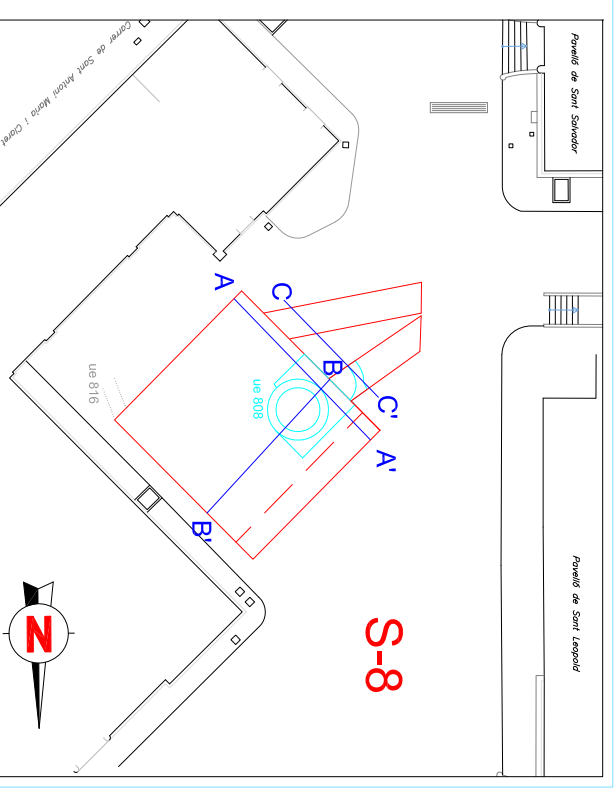 Carrer de Sant Antoni Maria i Claret
Pavelló de Sant Salvador
A
C
B
ue 808
ue 816
C'
A'
B'
Pavelló de Sant Leopold
N
S-8